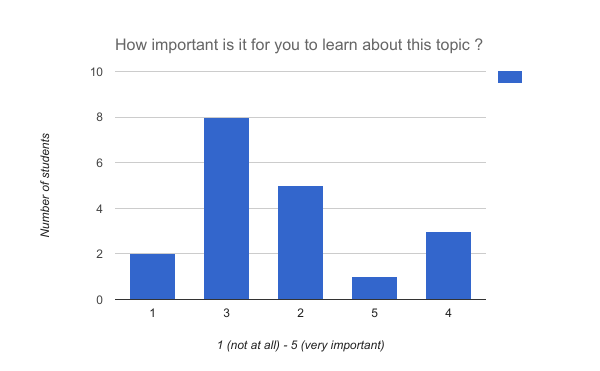 How important is it for you to learn about this topic ?
10
8
6
4
2
0
Number of students
1 3 2 5 4
1 (not at all) - 5 (very important)